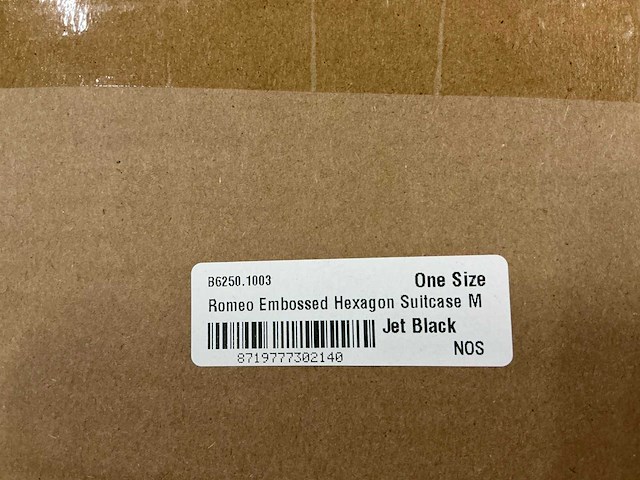 B6250.1003 One Size
Romeo Embossed Hexagon Suitcase M
Jet Black
8719777302140 NOS